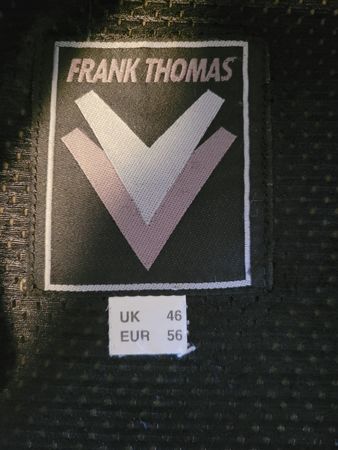 FRANK THOMAS
UK 46
EUR 56